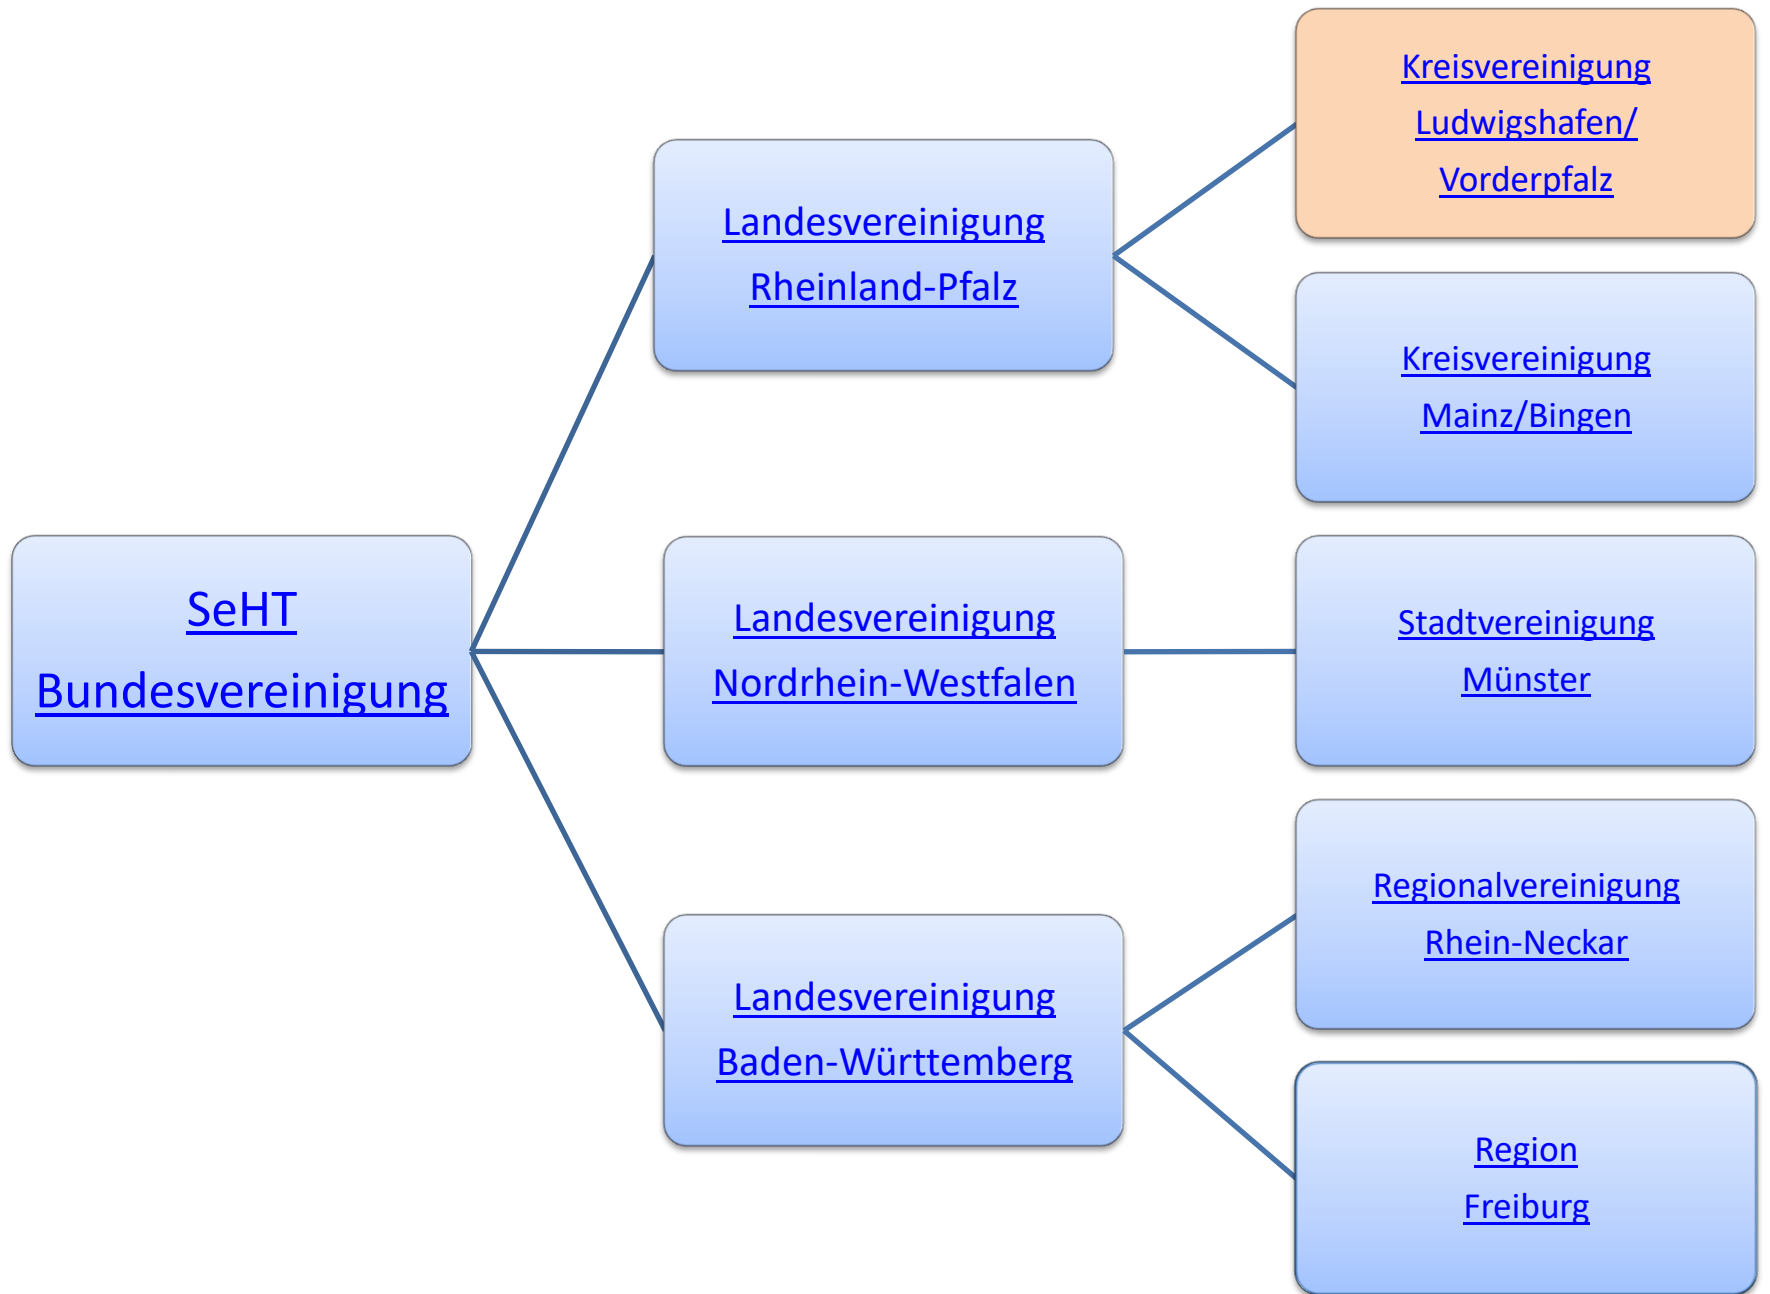 SeHT
Bundesvereinigung
Landesvereinigung
Rheinland-Pfalz
Kreisvereinigung
Ludwigshafen/
Vorderpfalz
Kreisvereinigung
Mainz/Bingen
Landesvereinigung
Nordrhein-Westfalen
Stadtvereinigung
Münster
Landesvereinigung
Baden-Württemberg
Regionalvereinigung
Rhein-Neckar
Region
Freiburg